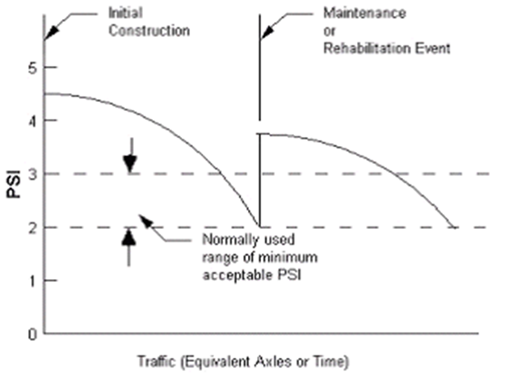 Initial
Construction
Maintenance
or
Rehabilitation Event
5
4
3
2
1
0
PSI
Normally used
range of minimum
acceptable PSI
Traffic (Equivalent Axles or Time)